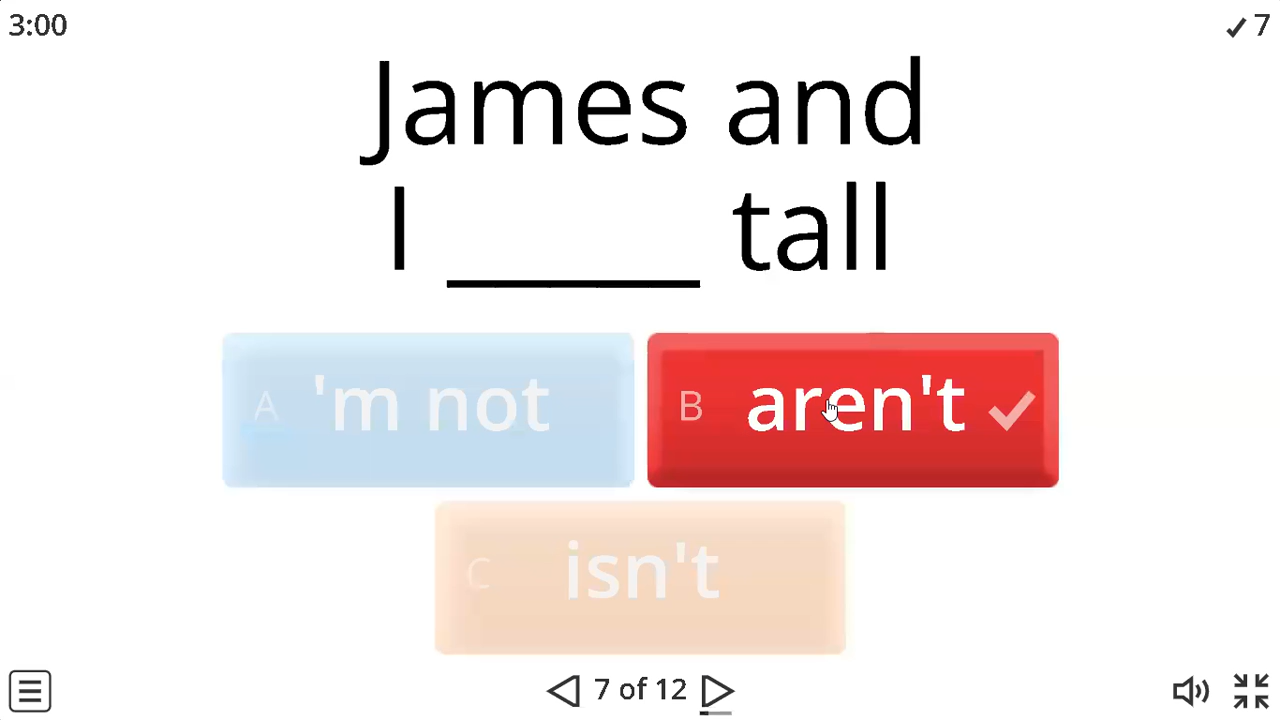 3:00
✓ 7
James and
I _____ tall
A 'm not
B aren't ✓
C isn't
7 of 12